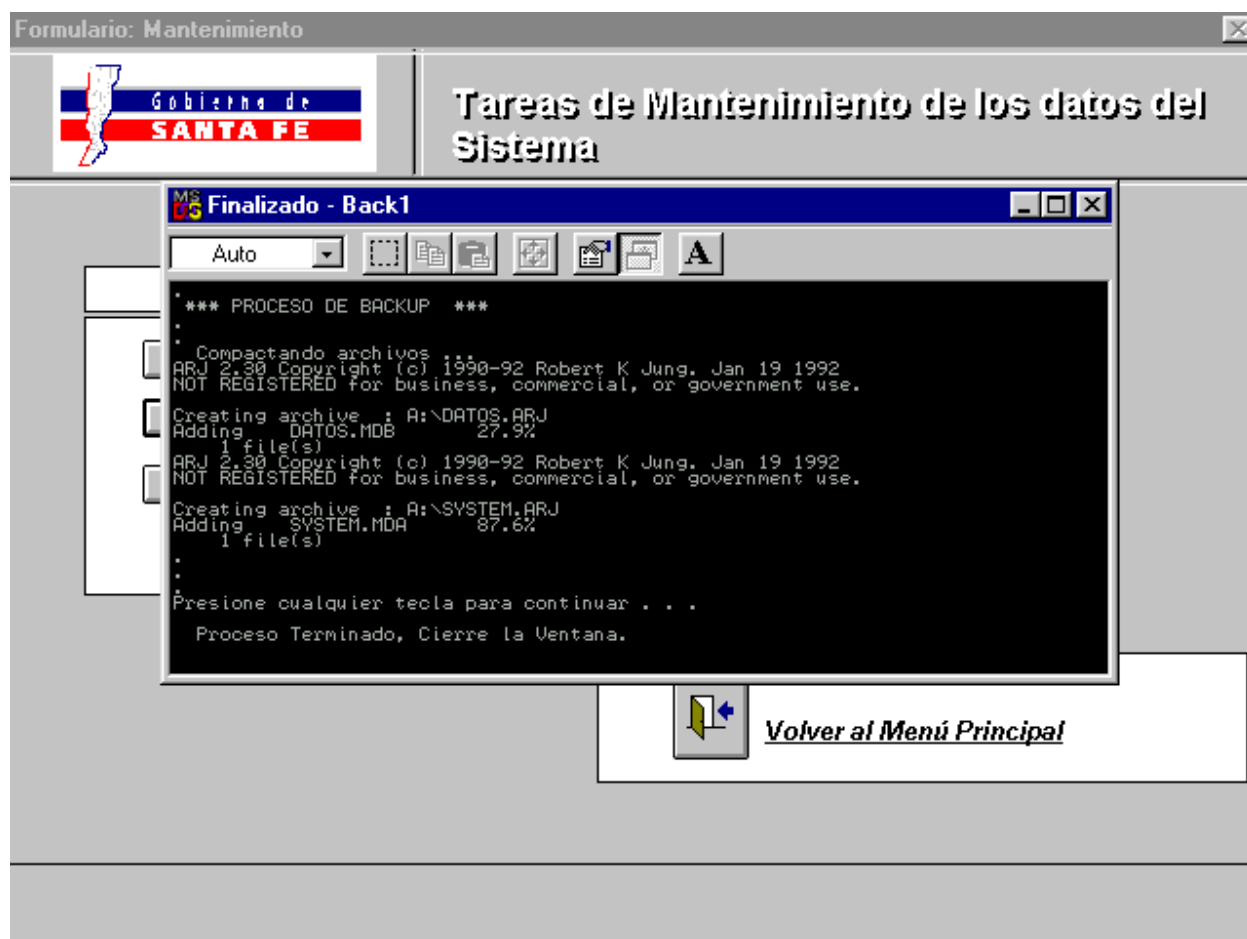 Formulario: Mantenimiento
Gobierno de
SANTA FE
Tareas de Mantenimiento de los datos del
Sistema
Finalizado - Back1
Auto
A
.
*** PROCESO DE BACKUP ***
.
.
Compactando archivos ...
ARJ 2.30 Copyright (c) 1990-92 Robert K Jung. Jan 19 1992
NOT REGISTERED for business, commercial, or government use.
Creating archive : A:\DATOS.ARJ
Adding DATOS.MDB 27.9%
1 file(s)
ARJ 2.30 Copyright (c) 1990-92 Robert K Jung. Jan 19 1992
NOT REGISTERED for business, commercial, or government use.
Creating archive : A:\SYSTEM.ARJ
Adding SYSTEM.MDA 87.6%
1 file(s)
.
.
.
Presione cualquier tecla para continuar . . .
Proceso Terminado, Cierre la Ventana.
Volver al Menú Principal